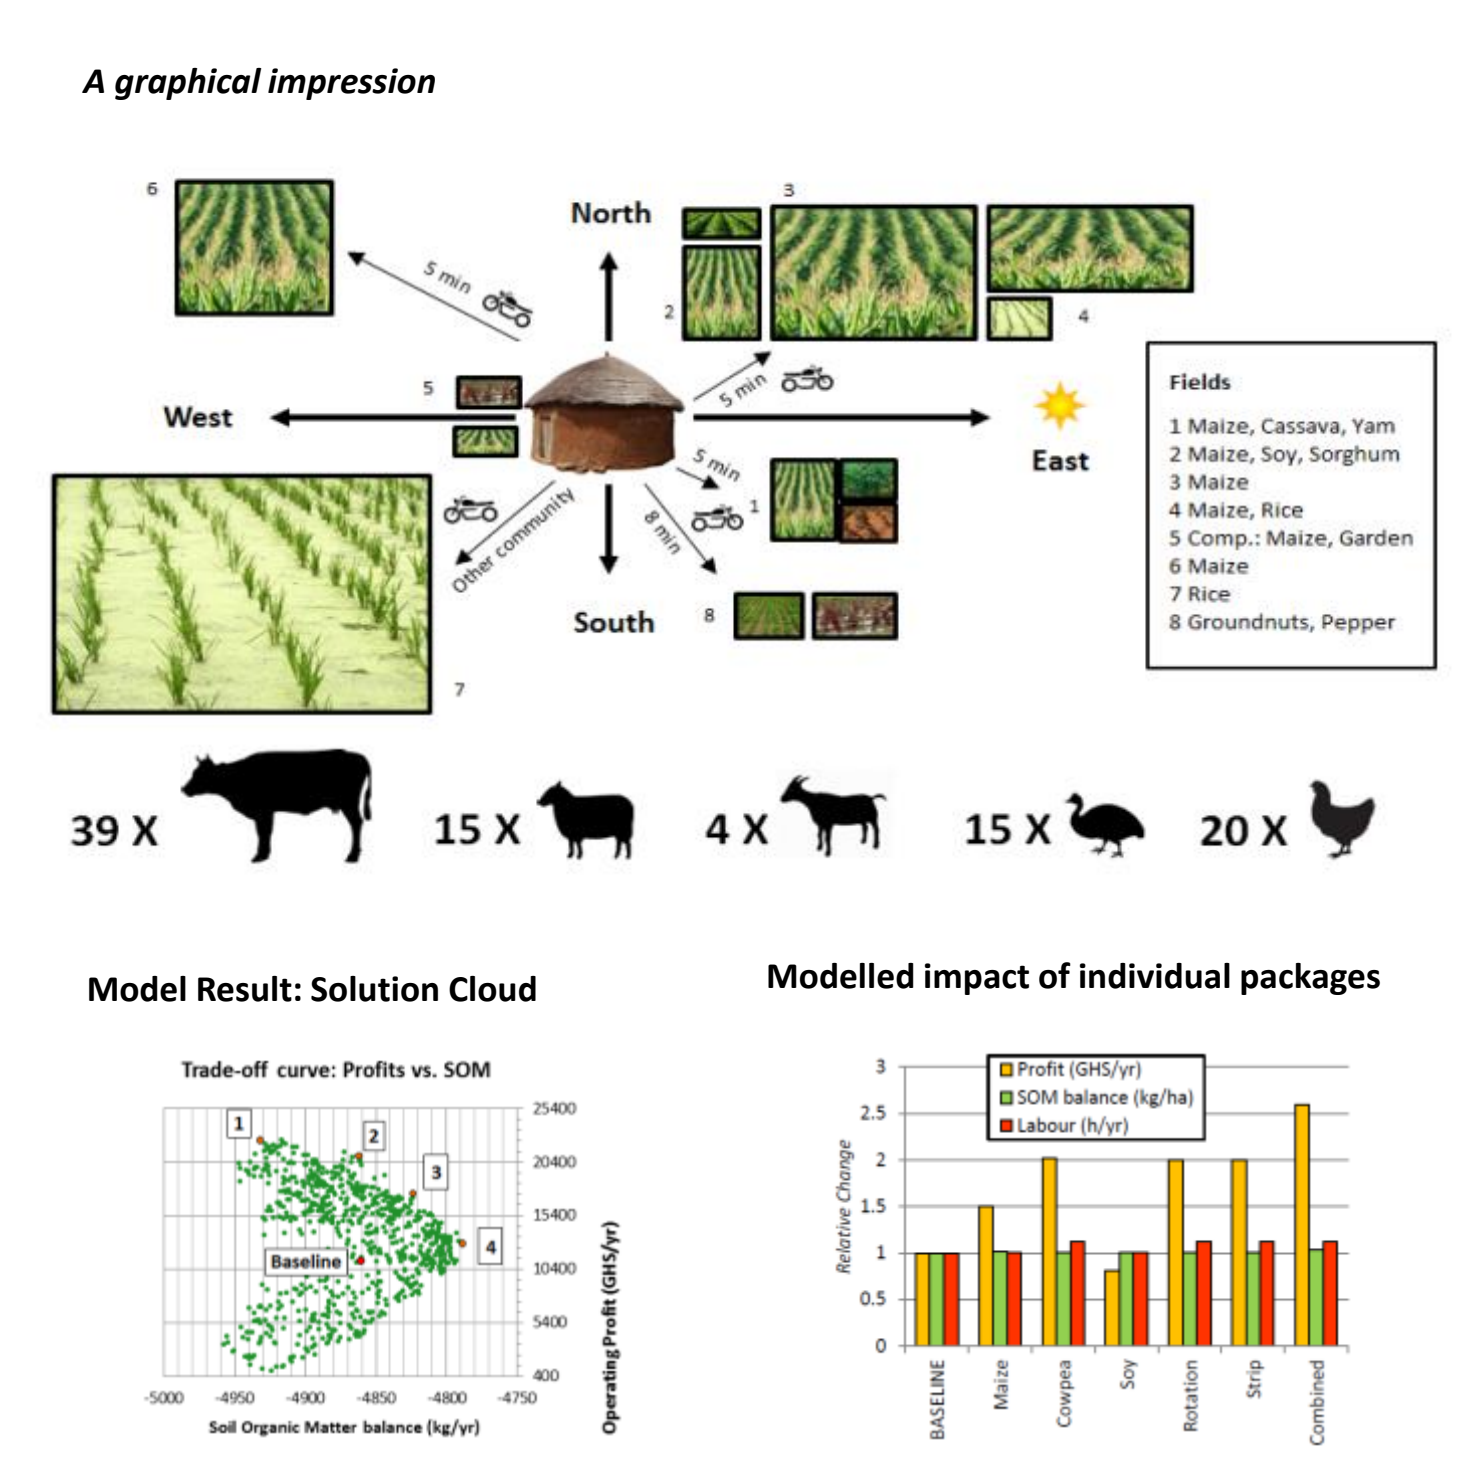 A graphical impression
6
North
3
5 min
2
4
5
5 min
West
East
Fields
1 Maize, Cassava, Yam
2 Maize, Soy, Sorghum
3 Maize
4 Maize, Rice
5 Comp.: Maize, Garden
6 Maize
7 Rice
8 Groundnuts, Pepper
5 min
1
8 min
Other community
South
8
7
39 X
15 X
4 X
15 X
20 X
Model Result: Solution Cloud
Trade-off curve: Profits vs. SOM
1
2
3
4
Baseline
25400
20400
15400
10400
5400
400
Operating Profit (GHS/yr)
-5000 -4950 -4900 -4850 -4800 -4750
Soil Organic Matter balance (kg/yr)
Modelled impact of individual packages
Profit (GHS/yr)
SOM balance (kg/ha)
Labour (h/yr)
3
2.5
2
1.5
1
0.5
0
Relative Change
BASELINE
Maize
Cowpea
Soy
Rotation
Strip
Combined